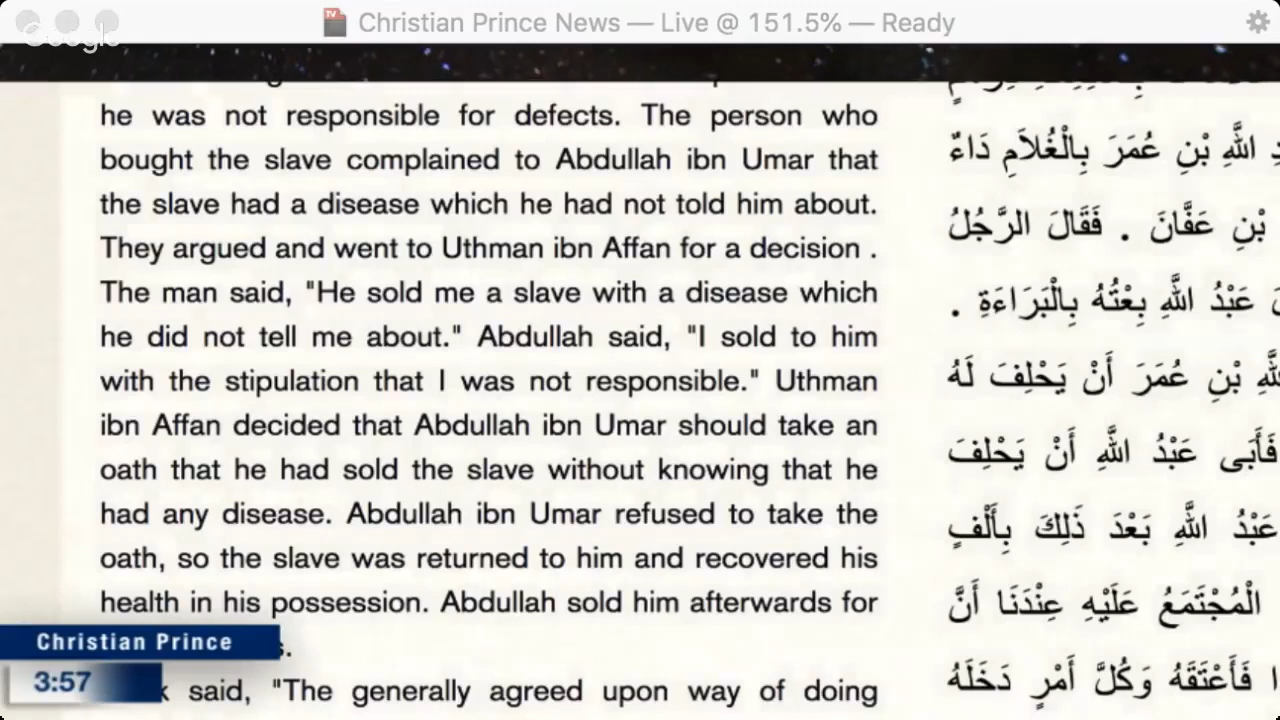 Christian Prince News — Live @ 151.5% — Ready
Google
he was not responsible for defects. The person who
bought the slave complained to Abdullah ibn Umar that
the slave had a disease which he had not told him about.
They argued and went to Uthman ibn Affan for a decision .
The man said, "He sold me a slave with a disease which
he did not tell me about." Abdullah said, "I sold to him
with the stipulation that I was not responsible." Uthman
ibn Affan decided that Abdullah ibn Umar should take an
oath that he had sold the slave without knowing that he
had any disease. Abdullah ibn Umar refused to take the
oath, so the slave was returned to him and recovered his
health in his possession. Abdullah sold him afterwards for
said, "The generally agreed upon way of doing
اللَّهِ بْنِ عُمَرَ بِالْغُلاَمِ دَاءٌ
بْنِ عَفَّانَ . فَقَالَ الرَّجُلُ
عَبْدُ اللَّهِ بِعْتُهُ بِالْبَرَاءَةِ .
بْنِ عُمَرَ أَنْ يَحْلِفَ لَهُ
فَأَبَى عَبْدُ اللَّهِ أَنْ يَحْلِفَ
عَبْدُ اللَّهِ بَعْدَ ذَلِكَ بِأَلْفٍ
الْمُجْتَمَعُ عَلَيْهِ عِنْدَنَا أَنَّ
فَأَعْتَقَهُ وَكُلَّ أَمْرٍ دَخَلَهُ
Christian Prince
3:57